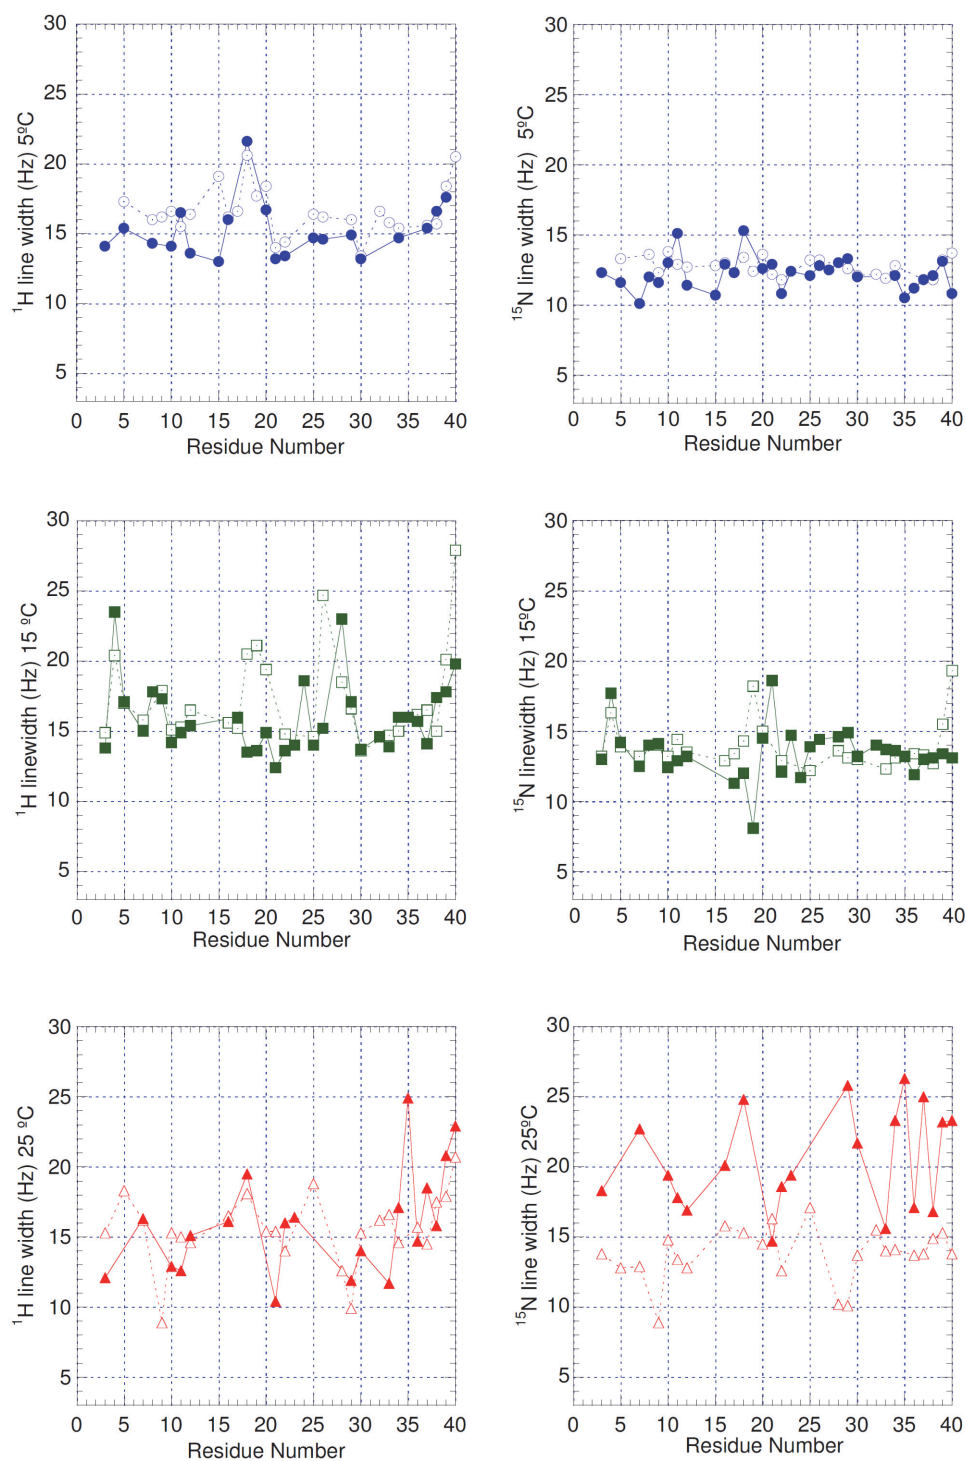 30
25
20
15
10
5
¹H line width (Hz) 5ºC
0 5 10 15 20 25 30 35 40
Residue Number
30
25
20
15
10
5
¹⁵N line width (Hz) 5ºC
0 5 10 15 20 25 30 35 40
Residue Number
30
25
20
15
10
5
¹H linewidth (Hz) 15 ºC
0 5 10 15 20 25 30 35 40
Residue Number
30
25
20
15
10
5
¹⁵N linewidth (Hz) 15ºC
0 5 10 15 20 25 30 35 40
Residue Number
30
25
20
15
10
5
¹H line width (Hz) 25 ºC
0 5 10 15 20 25 30 35 40
Residue Number
30
25
20
15
10
5
¹⁵N line width (Hz) 25ºC
0 5 10 15 20 25 30 35 40
Residue Number